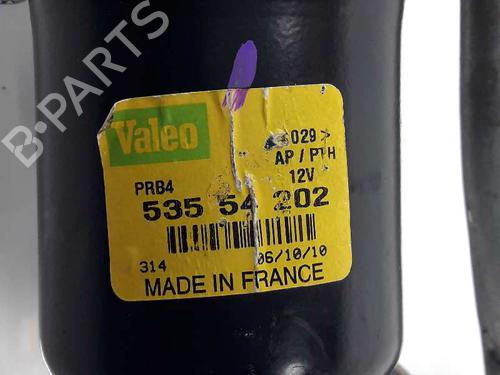 B-PARTS
Valeo
029>
AP / PTH
12V
PRB4
535 54 202
314
06/10/10
MADE IN FRANCE